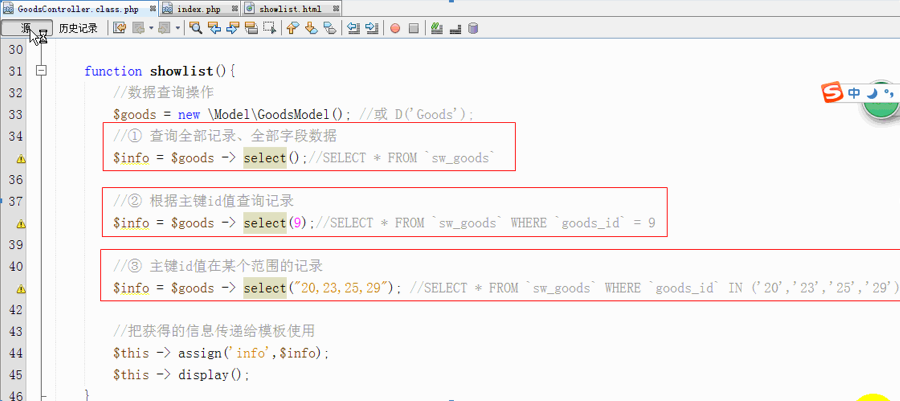 GoodsController.class.php
index.php
showlist.html
源
历史记录
30
31 function showlist(){
32 //数据查询操作
33 $goods = new \Model\GoodsModel(); //或 D('Goods');
34 //① 查询全部记录、全部字段数据
$info = $goods -> select();//SELECT * FROM `sw_goods`
36
37 //② 根据主键id值查询记录
$info = $goods -> select(9);//SELECT * FROM `sw_goods` WHERE `goods_id` = 9
39
40 //③ 主键id值在某个范围的记录
$info = $goods -> select("20,23,25,29"); //SELECT * FROM `sw_goods` WHERE `goods_id` IN ('20','23','25','29')
42
43 //把获得的信息传递给模板使用
44 $this -> assign('info',$info);
45 $this -> display();
46 }
S 中